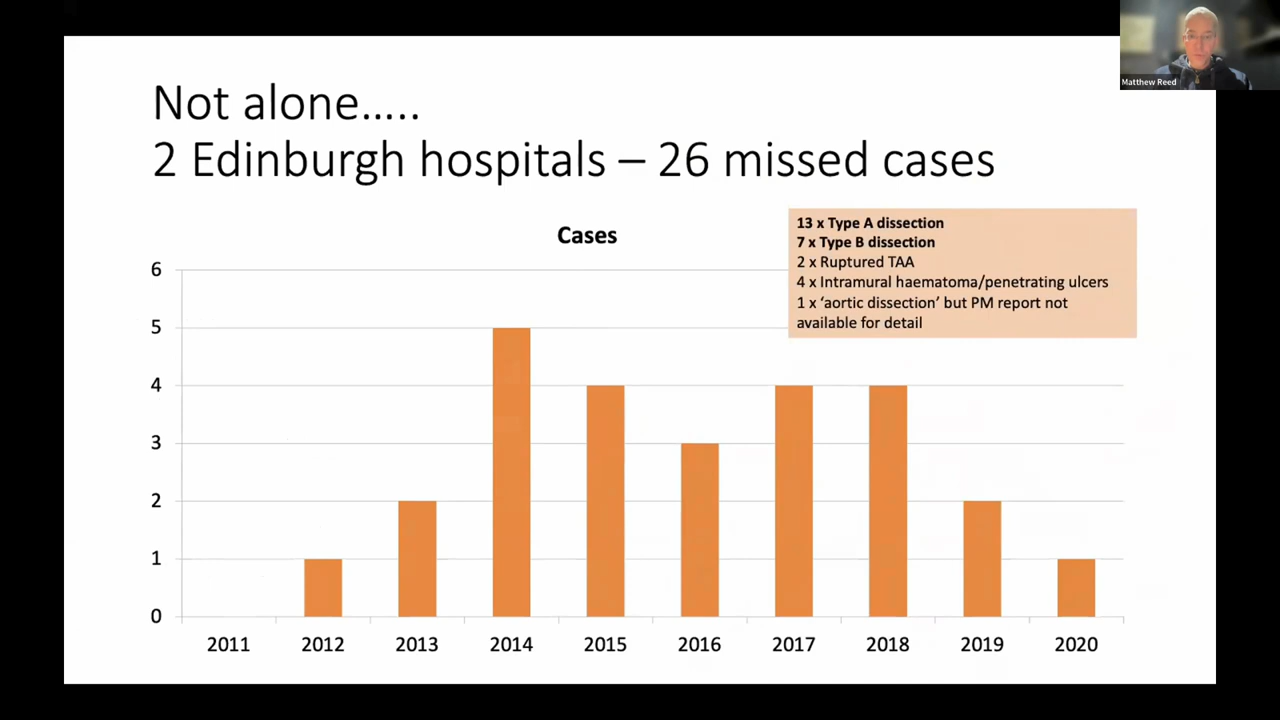 Matthew Reed
Not alone…..
2 Edinburgh hospitals – 26 missed cases
Cases
13 x Type A dissection
7 x Type B dissection
2 x Ruptured TAA
4 x Intramural haematoma/penetrating ulcers
1 x ‘aortic dissection’ but PM report not
available for detail
6
5
4
3
2
1
0
2011 2012 2013 2014 2015 2016 2017 2018 2019 2020